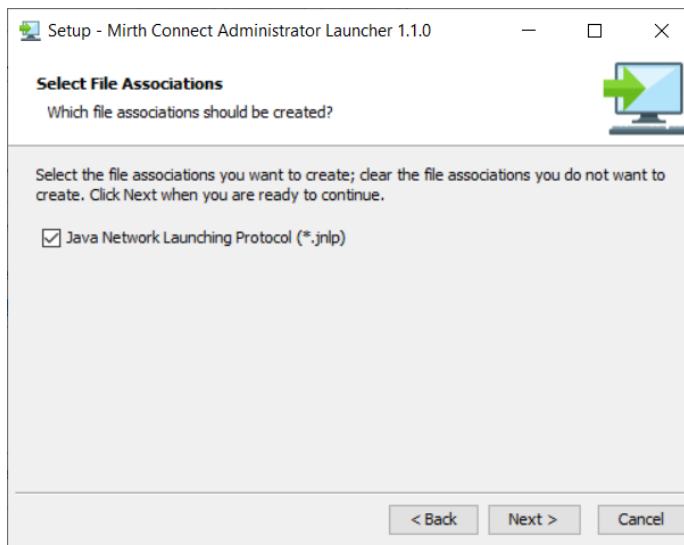 Setup - Mirth Connect Administrator Launcher 1.1.0
Select File Associations
Which file associations should be created?
Select the file associations you want to create; clear the file associations you do not want to
create. Click Next when you are ready to continue.
Java Network Launching Protocol (*.jnlp)
< Back
Next >
Cancel